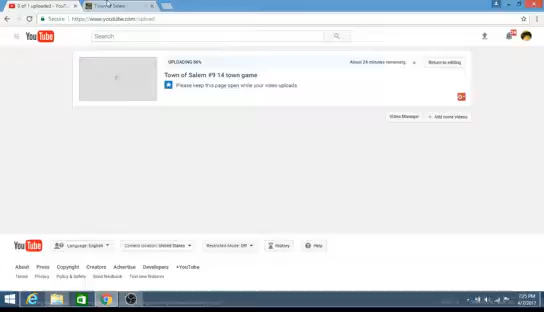 0 of 1 uploaded - YouT
Town of Salem
Secure
https://www.youtube.com/upload
YouTube
Search
UPLOADING 86%
About 24 minutes remaining.
Return to editing
Town of Salem #9 14 town game
Please keep this page open while your video uploads.
Video Manager
+ Add more videos
YouTube
Language: English
Content location: United States
Restricted Mode: Off
History
Help
About Press Copyright Creators Advertise Developers +YouTube
Terms Privacy Policy & Safety Send feedback Test new features
7:25 PM
4/7/2017